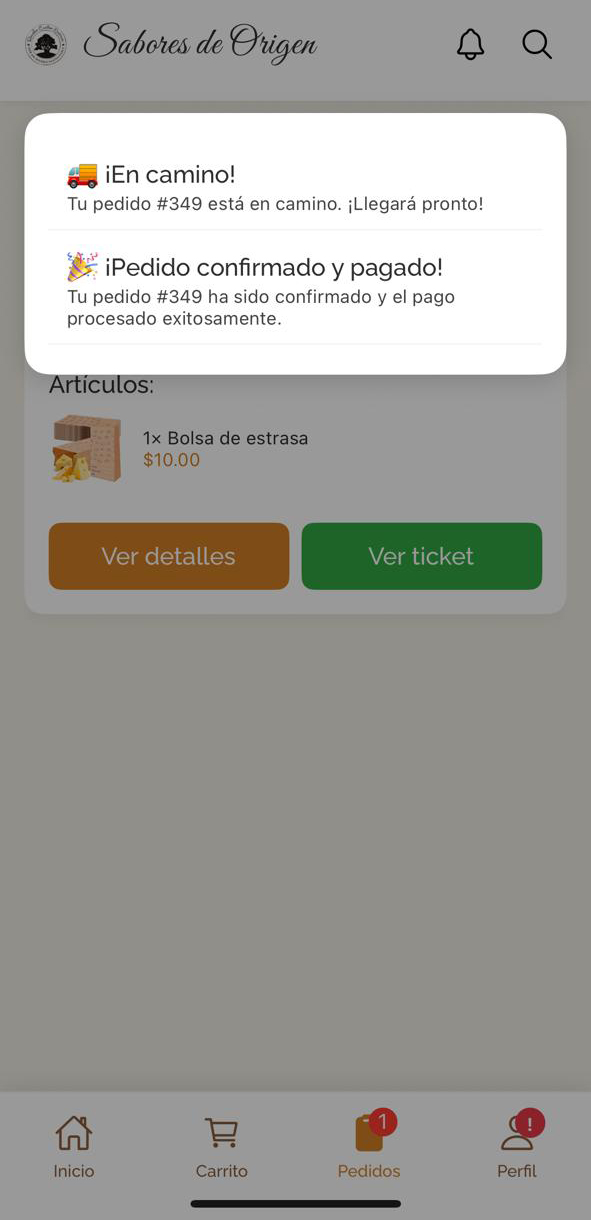 Sabores de Origen
¡En camino!
Tu pedido #349 está en camino. ¡Llegará pronto!
¡Pedido confirmado y pagado!
Tu pedido #349 ha sido confirmado y el pago
procesado exitosamente.
Artículos:
1× Bolsa de estrasa
$10.00
Ver detalles
Ver ticket
1
!
Inicio
Carrito
Pedidos
Perfil